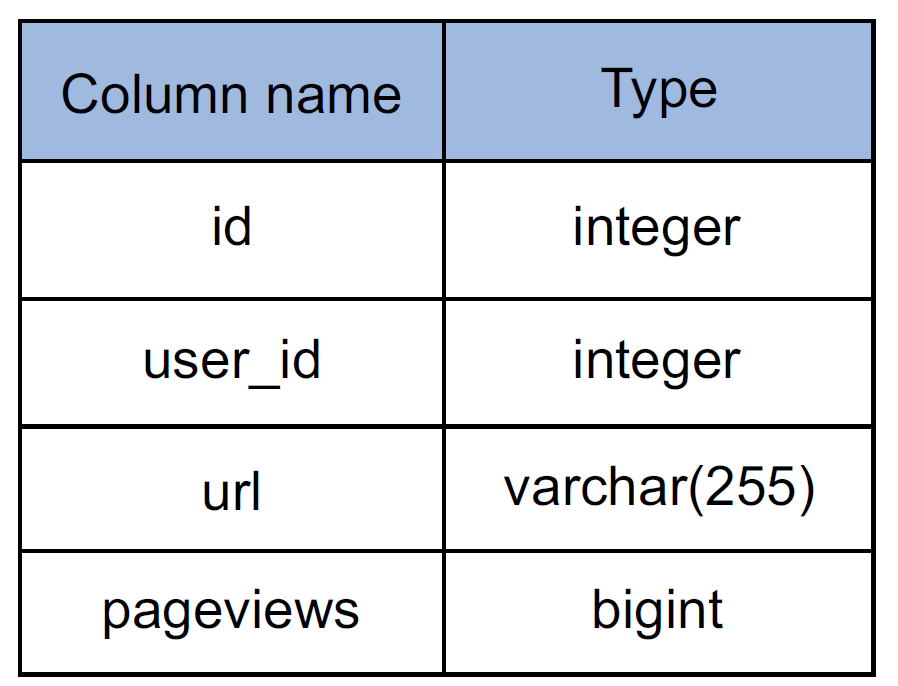 Column name Type
id integer
user_id integer
url varchar(255)
pageviews bigint